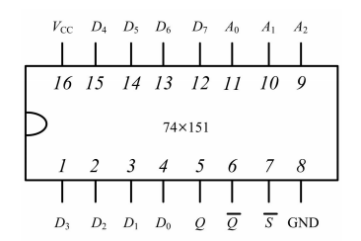 V_CC D₄ D₅ D₆ D₇ A₀ A₁ A₂
16 15 14 13 12 11 10 9
74×151
1 2 3 4 5 6 7 8
D₃ D₂ D₁ D₀ Q Q̅ S̅ GND